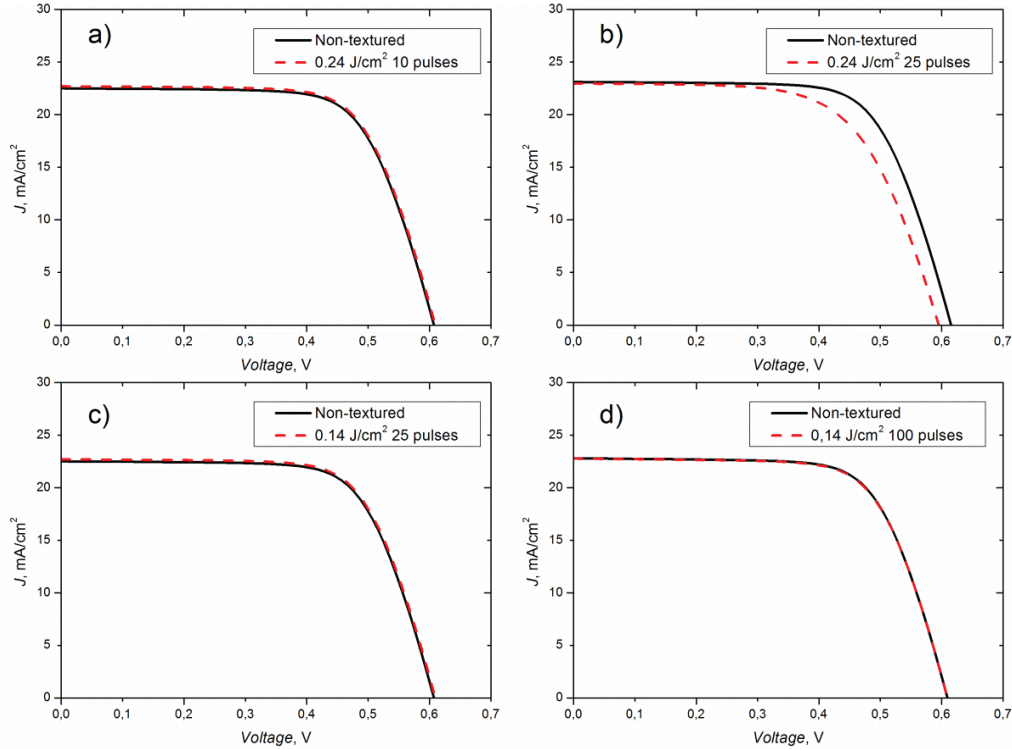 a)
Non-textured
0.24 J/cm² 10 pulses
30
25
20
15
10
5
0
J, mA/cm²
0,0 0,1 0,2 0,3 0,4 0,5 0,6 0,7
Voltage, V
b)
Non-textured
0.24 J/cm² 25 pulses
30
25
20
15
10
5
0
J, mA/cm²
0,0 0,1 0,2 0,3 0,4 0,5 0,6 0,7
Voltage, V
c)
Non-textured
0.14 J/cm² 25 pulses
30
25
20
15
10
5
0
J, mA/cm²
0,0 0,1 0,2 0,3 0,4 0,5 0,6 0,7
Voltage, V
d)
Non-textured
0,14 J/cm² 100 pulses
30
25
20
15
10
5
0
J, mA/cm²
0,0 0,1 0,2 0,3 0,4 0,5 0,6 0,7
Voltage, V